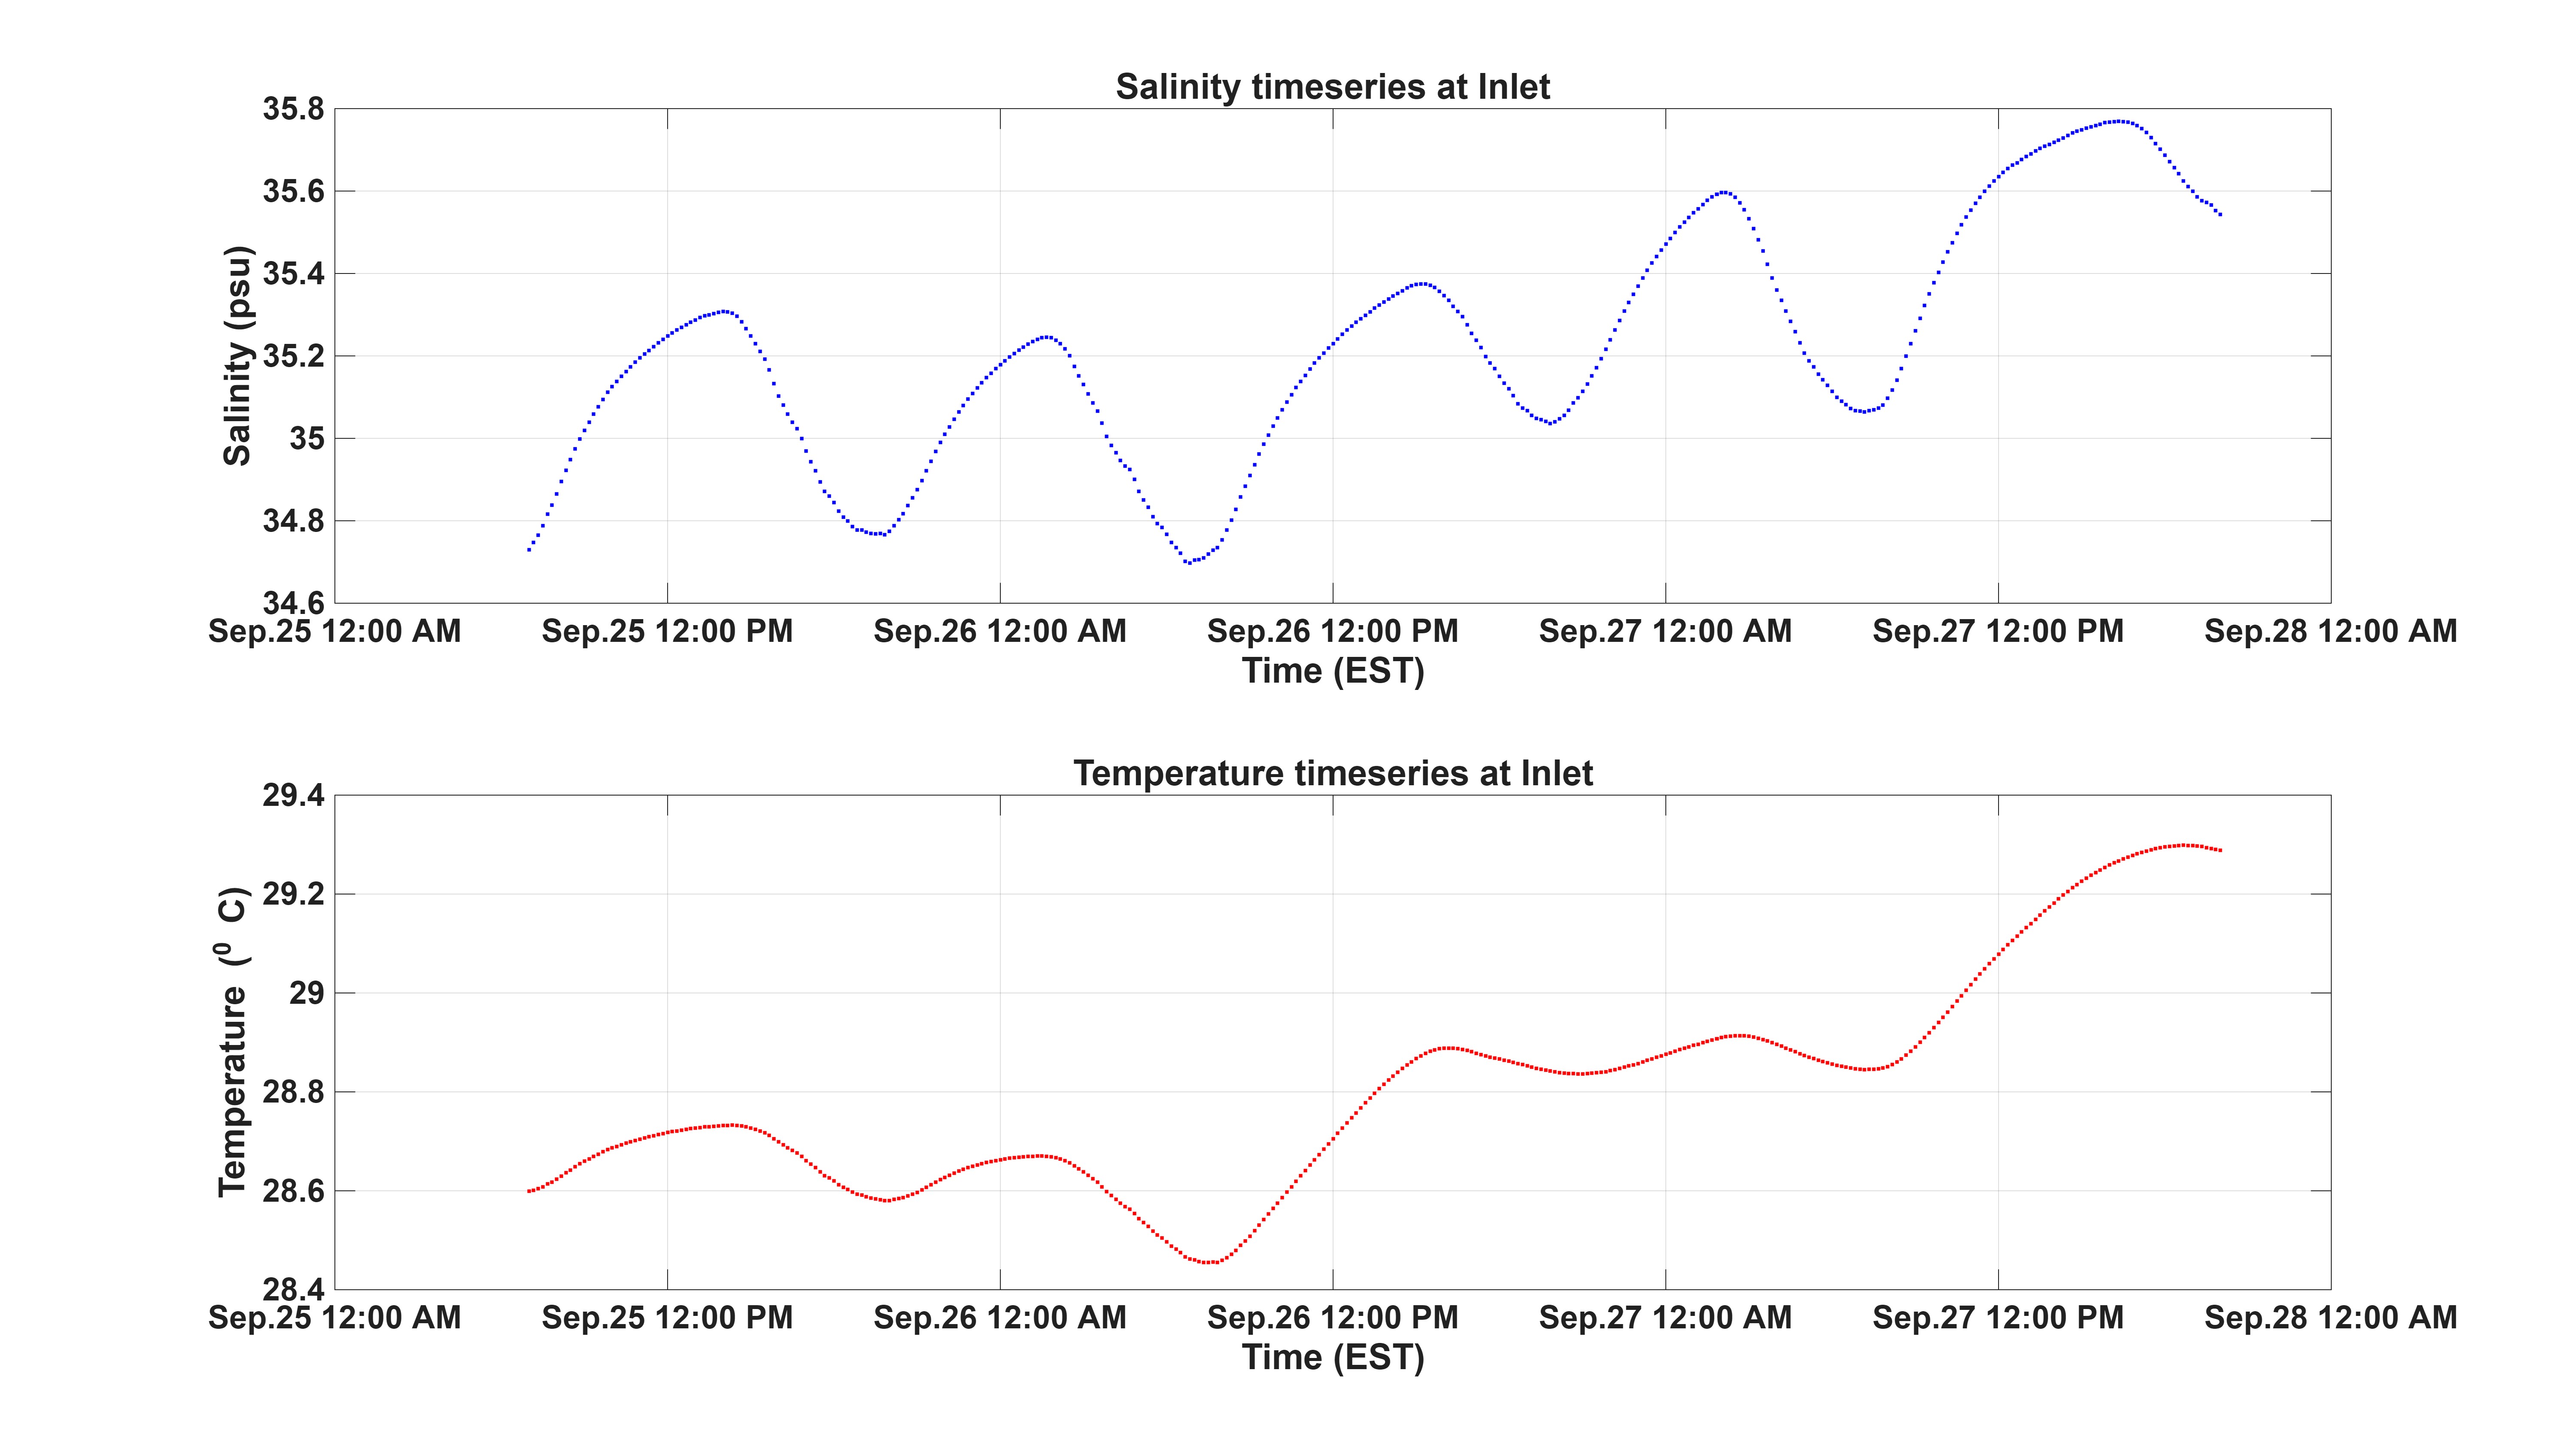 Salinity timeseries at Inlet
35.8
35.6
35.4
35.2
35
34.8
34.6
Salinity (psu)
Sep.25 12:00 AM Sep.25 12:00 PM Sep.26 12:00 AM Sep.26 12:00 PM Sep.27 12:00 AM Sep.27 12:00 PM Sep.28 12:00 AM
Time (EST)
Temperature timeseries at Inlet
29.4
29.2
29
28.8
28.6
28.4
Temperature (⁰ C)
Sep.25 12:00 AM Sep.25 12:00 PM Sep.26 12:00 AM Sep.26 12:00 PM Sep.27 12:00 AM Sep.27 12:00 PM Sep.28 12:00 AM
Time (EST)